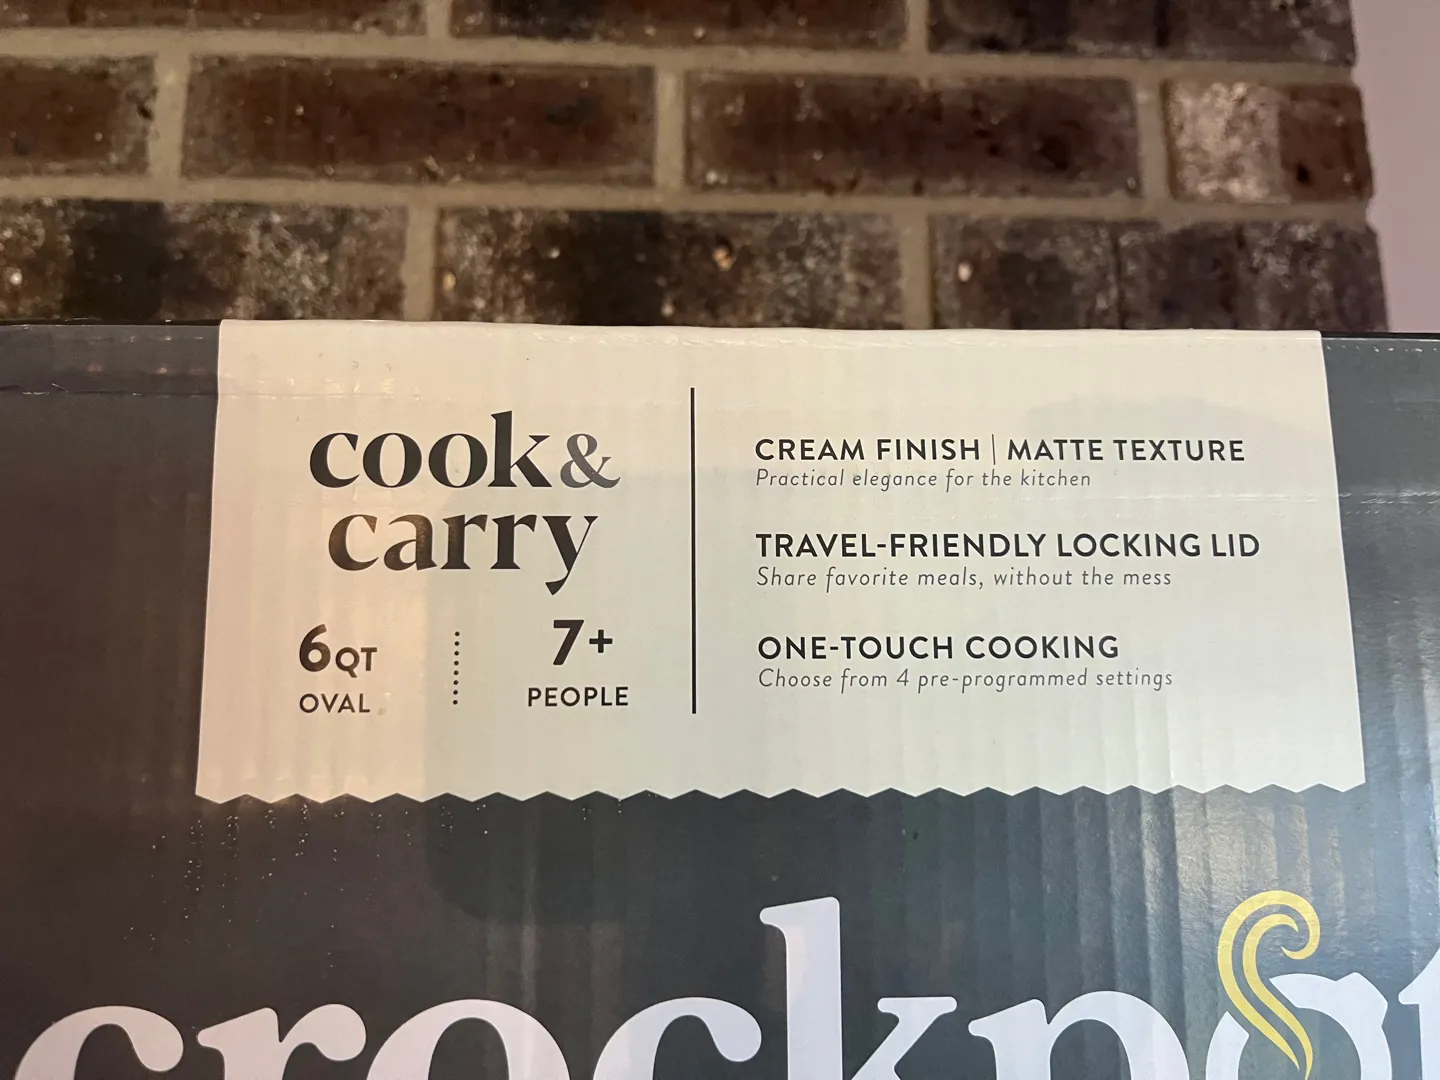 cook &
carry
6QT
OVAL
7+
PEOPLE
CREAM FINISH | MATTE TEXTURE
Practical elegance for the kitchen
TRAVEL-FRIENDLY LOCKING LID
Share favorite meals, without the mess
ONE-TOUCH COOKING
Choose from 4 pre-programmed settings
crockpot